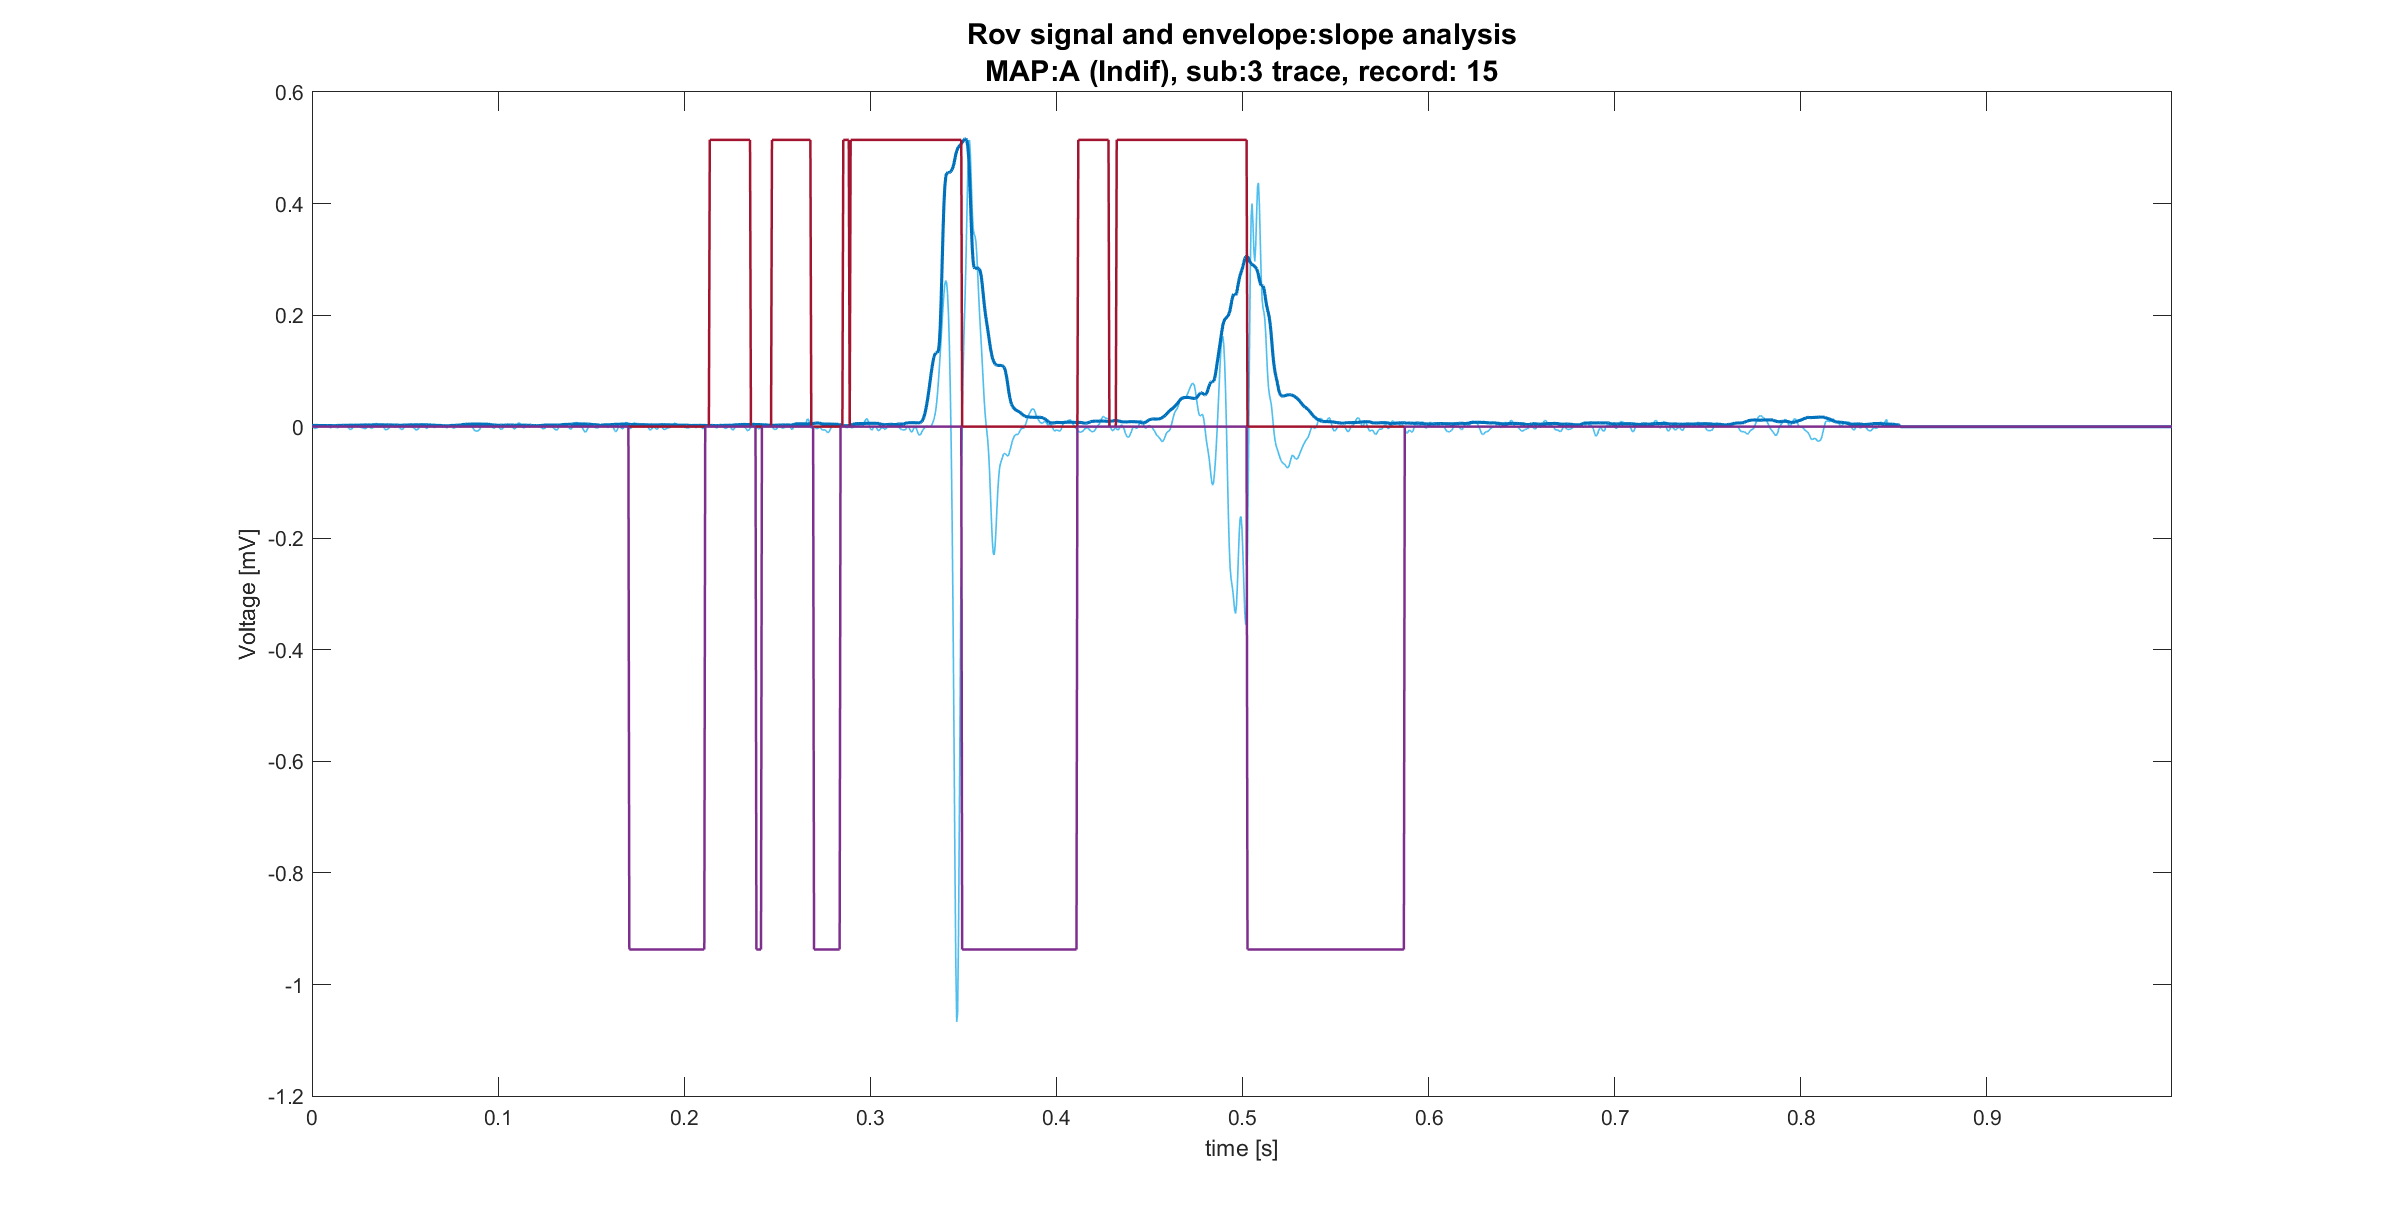 Rov signal and envelope:slope analysis
MAP:A (Indif), sub:3 trace, record: 15
0.6
0.4
0.2
0
-0.2
-0.4
-0.6
-0.8
-1
-1.2
Voltage [mV]
0 0.1 0.2 0.3 0.4 0.5 0.6 0.7 0.8 0.9
time [s]